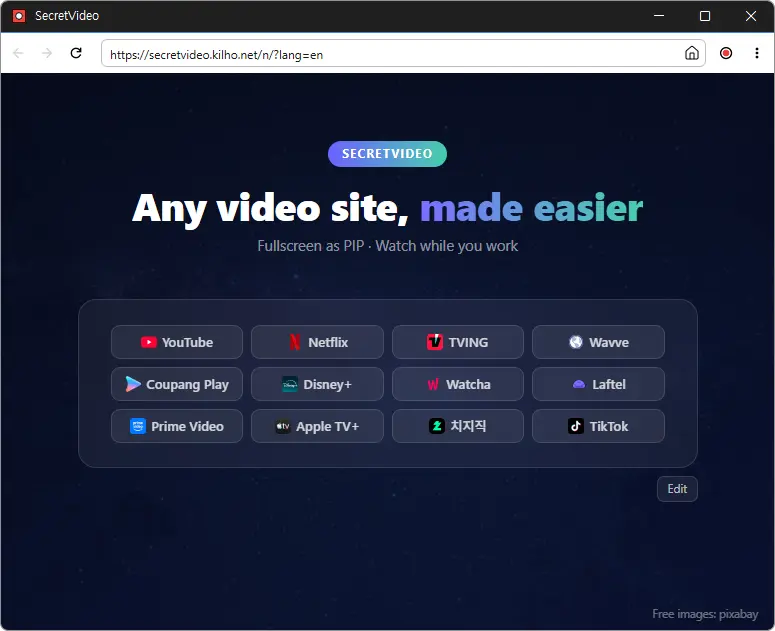 SecretVideo
https://secretvideo.kilho.net/n/?lang=en
SECRETVIDEO
Any video site, made easier
Fullscreen as PIP · Watch while you work
YouTube
Netflix
TVING
Wavve
Coupang Play
Disney+
Watcha
Laftel
Prime Video
Apple TV+
치지직
TikTok
Edit
Free images: pixabay